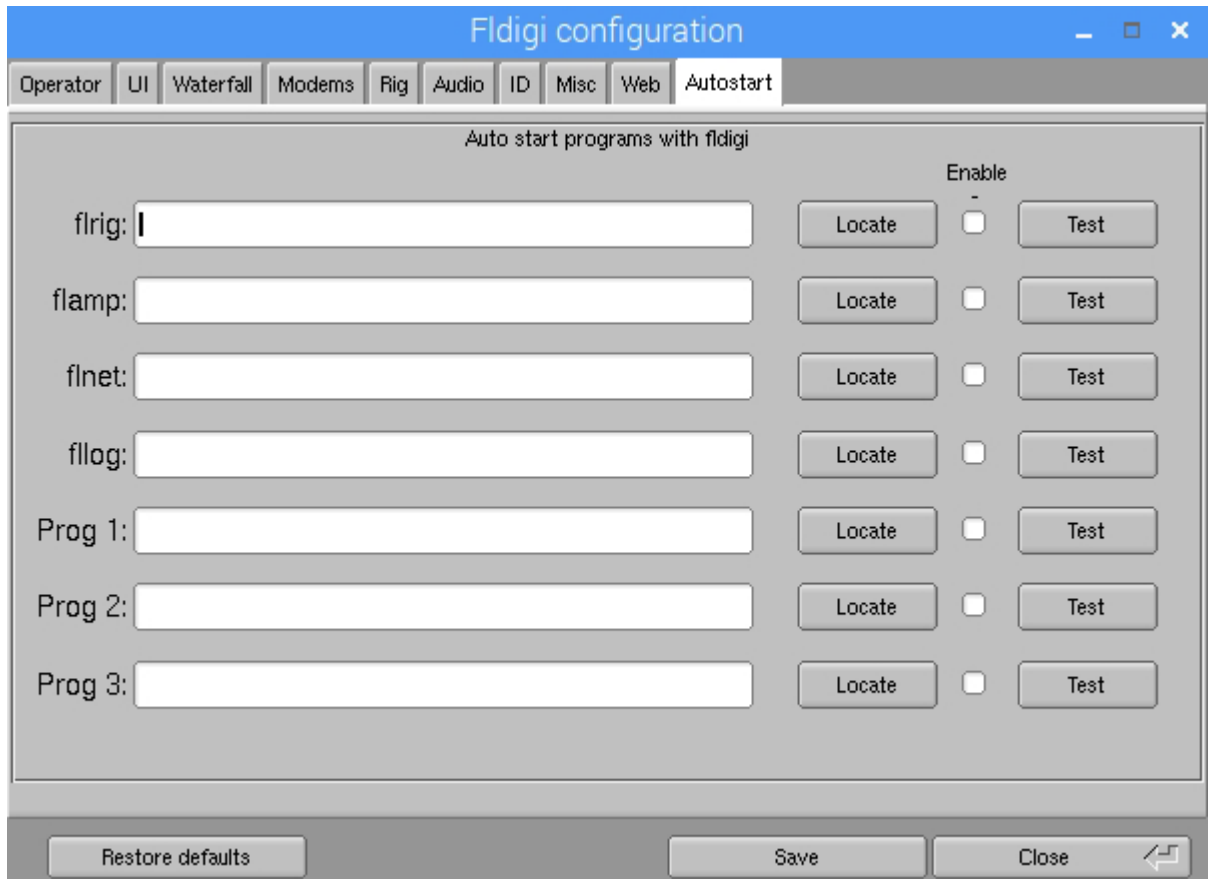 Fldigi configuration
Operator UI Waterfall Modems Rig Audio ID Misc Web Autostart
Auto start programs with fldigi
Enable
-
flrig: Locate Test
flamp: Locate Test
flnet: Locate Test
fllog: Locate Test
Prog 1: Locate Test
Prog 2: Locate Test
Prog 3: Locate Test
Restore defaults Save Close